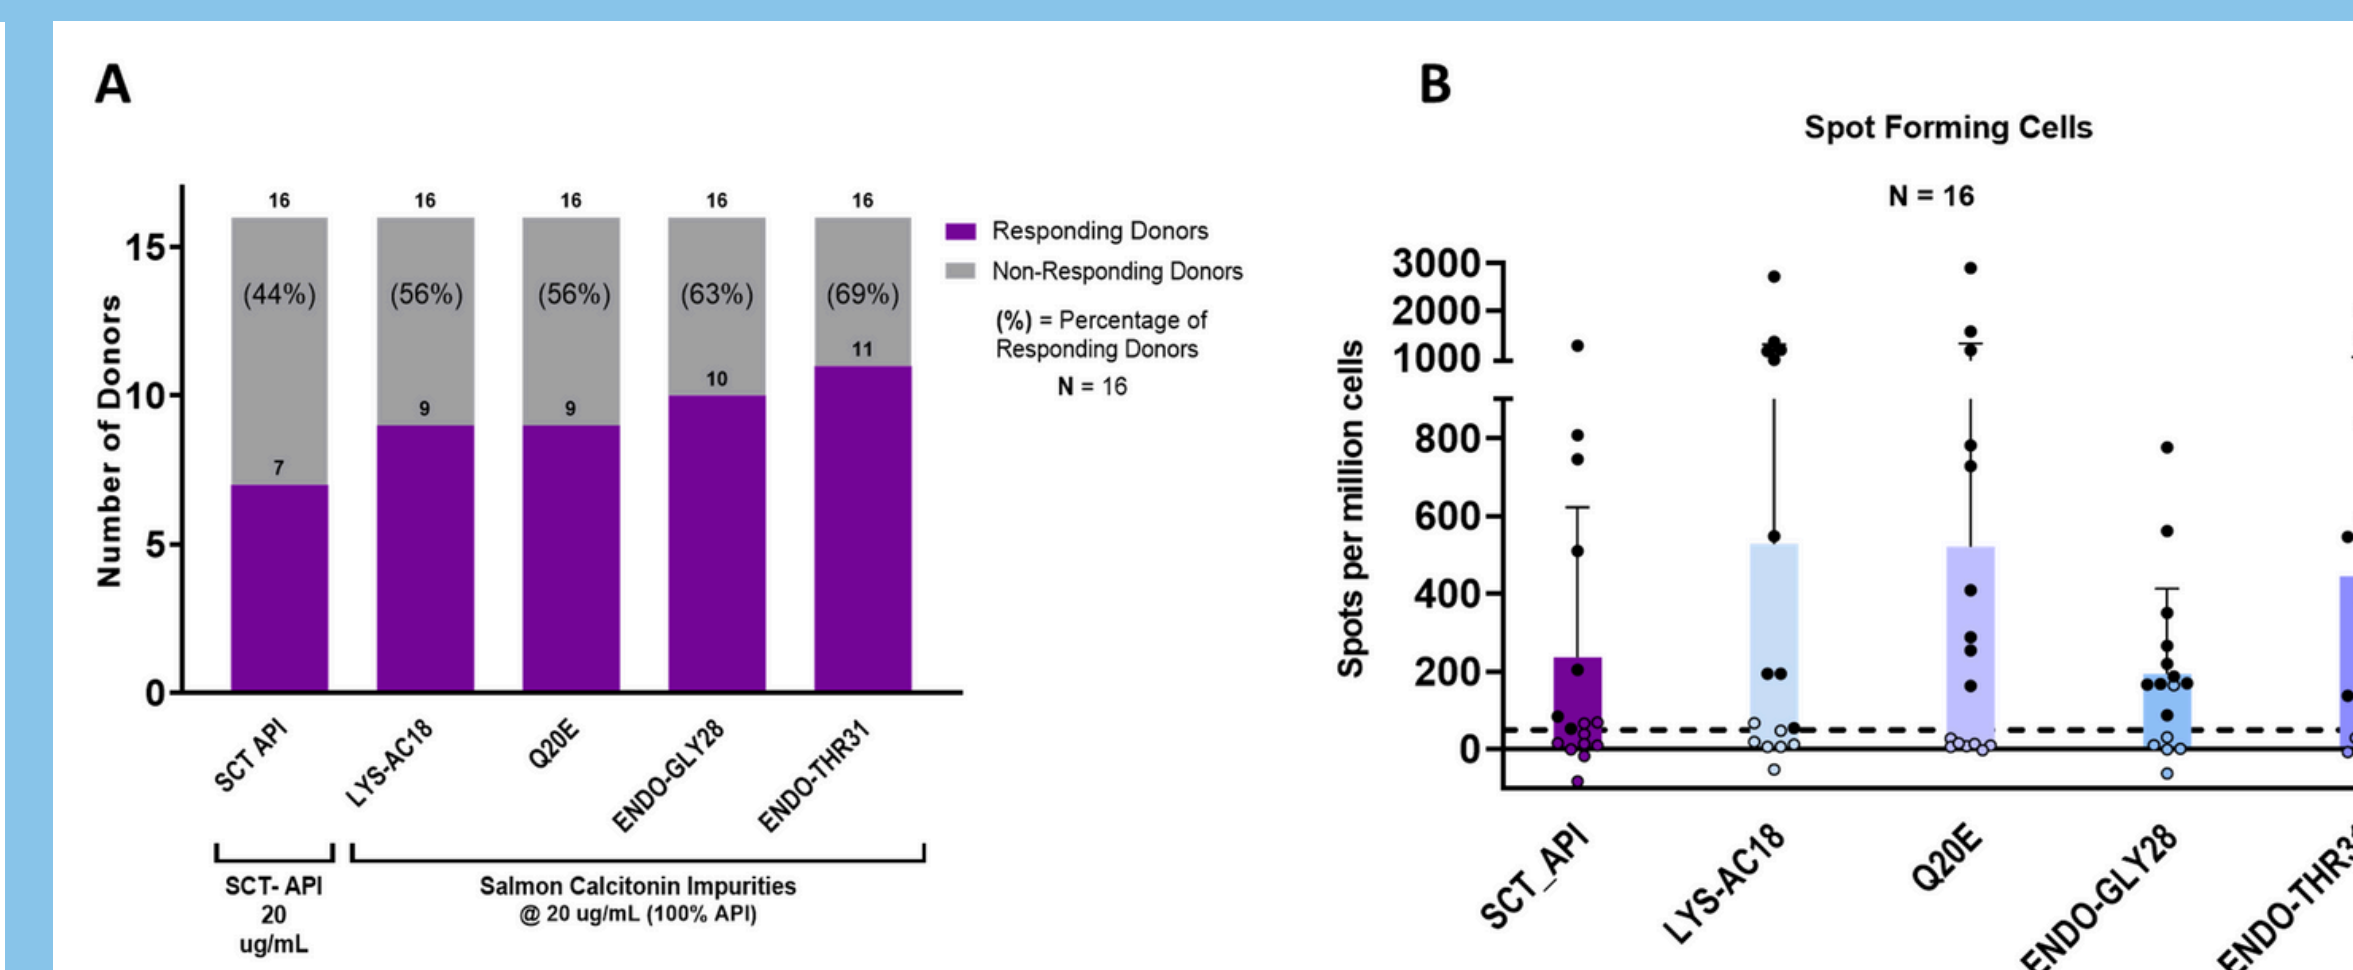 A
16
16
16
16
16
15
10
5
0
Number of Donors
(44%)
(56%)
(56%)
(63%)
(69%)
7
9
9
10
11
Responding Donors
Non-Responding Donors
(%) = Percentage of
Responding Donors
N = 16
SCT API
LYS-AC18
Q20E
ENDO-GLY28
ENDO-THR31
SCT- API
20
ug/mL
Salmon Calcitonin Impurities
@ 20 ug/mL (100% API)
B
Spot Forming Cells
N = 16
3000
2000
1000
800
600
400
200
0
Spots per million cells
SCT_API
LYS-AC18
Q20E
ENDO-GLY28
ENDO-THR31